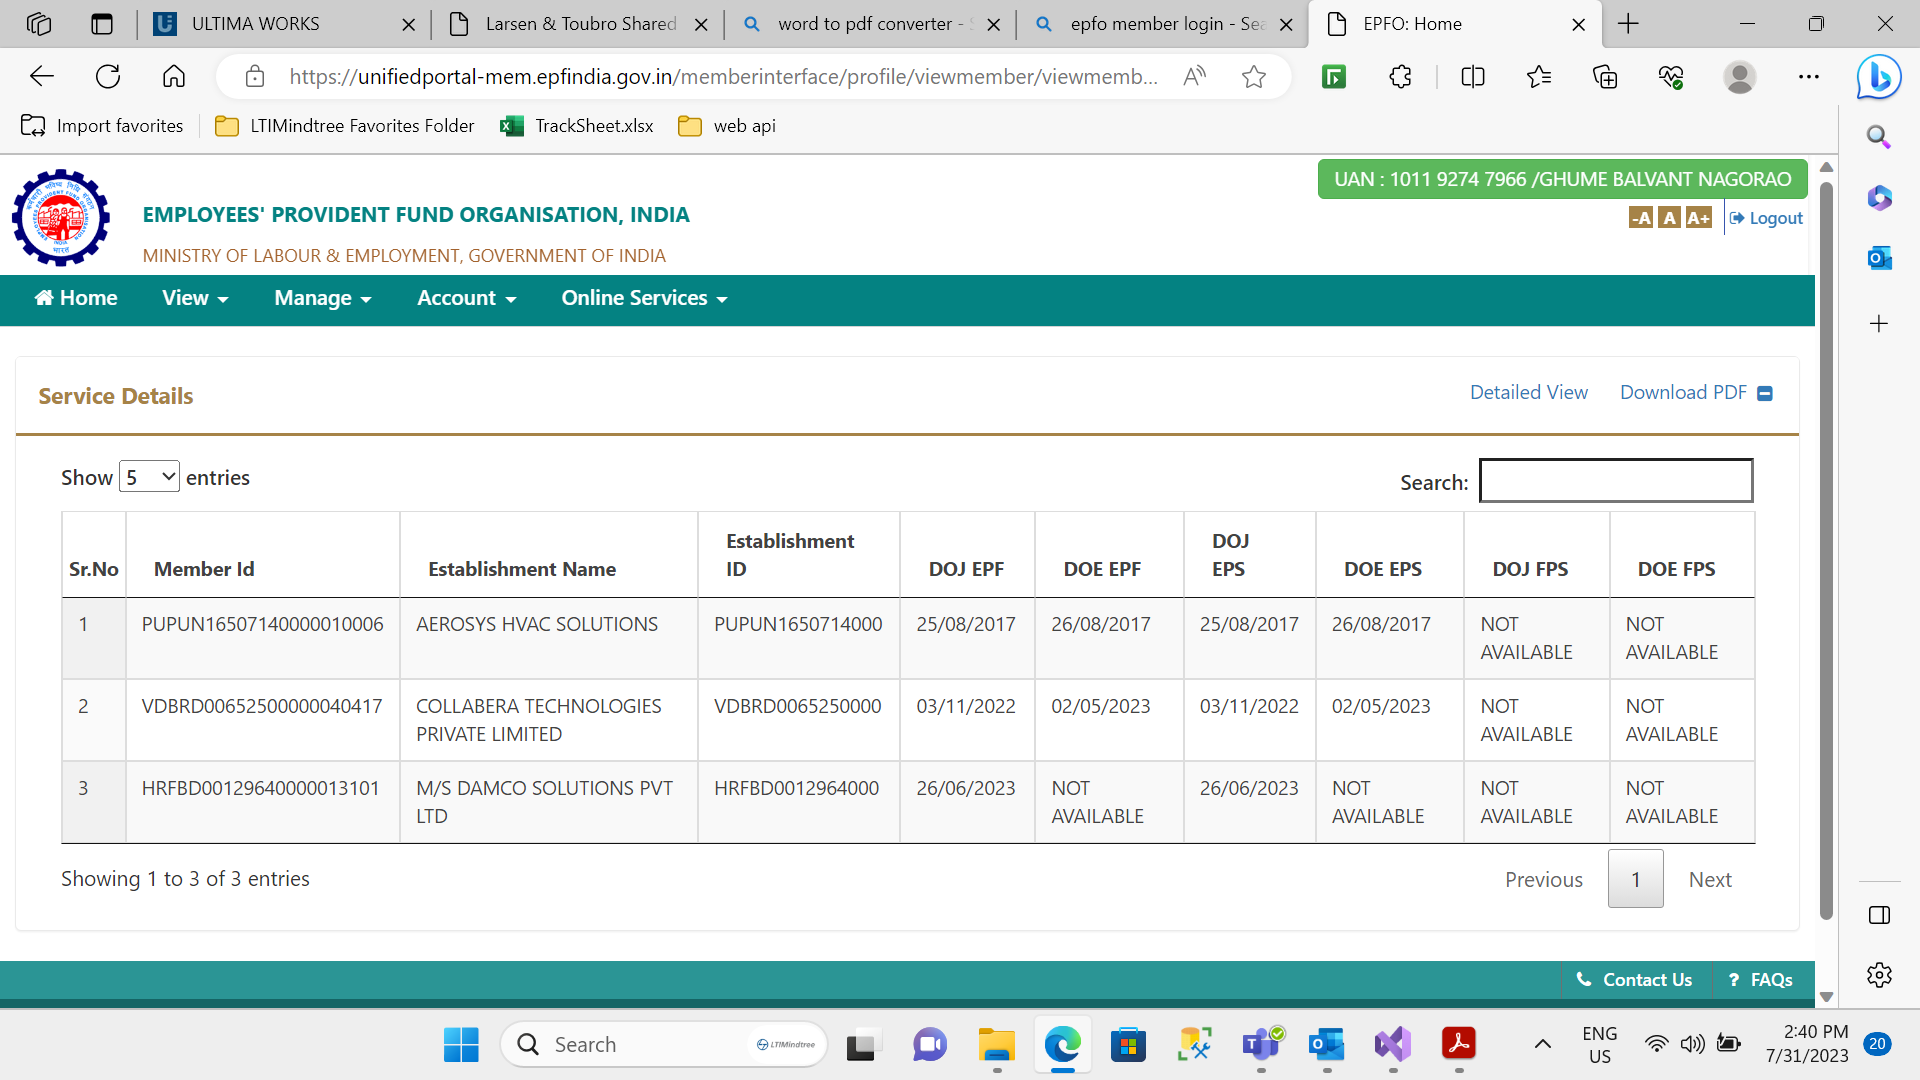 ULTIMA WORKS
Larsen & Toubro Shared
word to pdf converter - S
epfo member login - Sea
EPFO: Home
https://unifiedportal-mem.epfindia.gov.in/memberinterface/profile/viewmember/viewmemb...
Import favorites
LTIMindtree Favorites Folder
TrackSheet.xlsx
web api
UAN : 1011 9274 7966 /GHUME BALVANT NAGORAO
EMPLOYEES' PROVIDENT FUND ORGANISATION, INDIA
-A A A+ Logout
MINISTRY OF LABOUR & EMPLOYMENT, GOVERNMENT OF INDIA
Home View Manage Account Online Services
Service Details
Detailed View Download PDF
Show 5 entries
Search:
Sr.No Member Id Establishment Name Establishment ID DOJ EPF DOE EPF DOJ EPS DOE EPS DOJ FPS DOE FPS
1 PUPUN16507140000010006 AEROSYS HVAC SOLUTIONS PUPUN1650714000 25/08/2017 26/08/2017 25/08/2017 26/08/2017 NOT AVAILABLE NOT AVAILABLE
2 VDBRD00652500000040417 COLLABERA TECHNOLOGIES PRIVATE LIMITED VDBRD0065250000 03/11/2022 02/05/2023 03/11/2022 02/05/2023 NOT AVAILABLE NOT AVAILABLE
3 HRFBD00129640000013101 M/S DAMCO SOLUTIONS PVT LTD HRFBD0012964000 26/06/2023 NOT AVAILABLE 26/06/2023 NOT AVAILABLE NOT AVAILABLE NOT AVAILABLE
Showing 1 to 3 of 3 entries
Previous 1 Next
Contact Us
? FAQs
Search
LTIMindtree
ENG
US
2:40 PM
7/31/2023
20